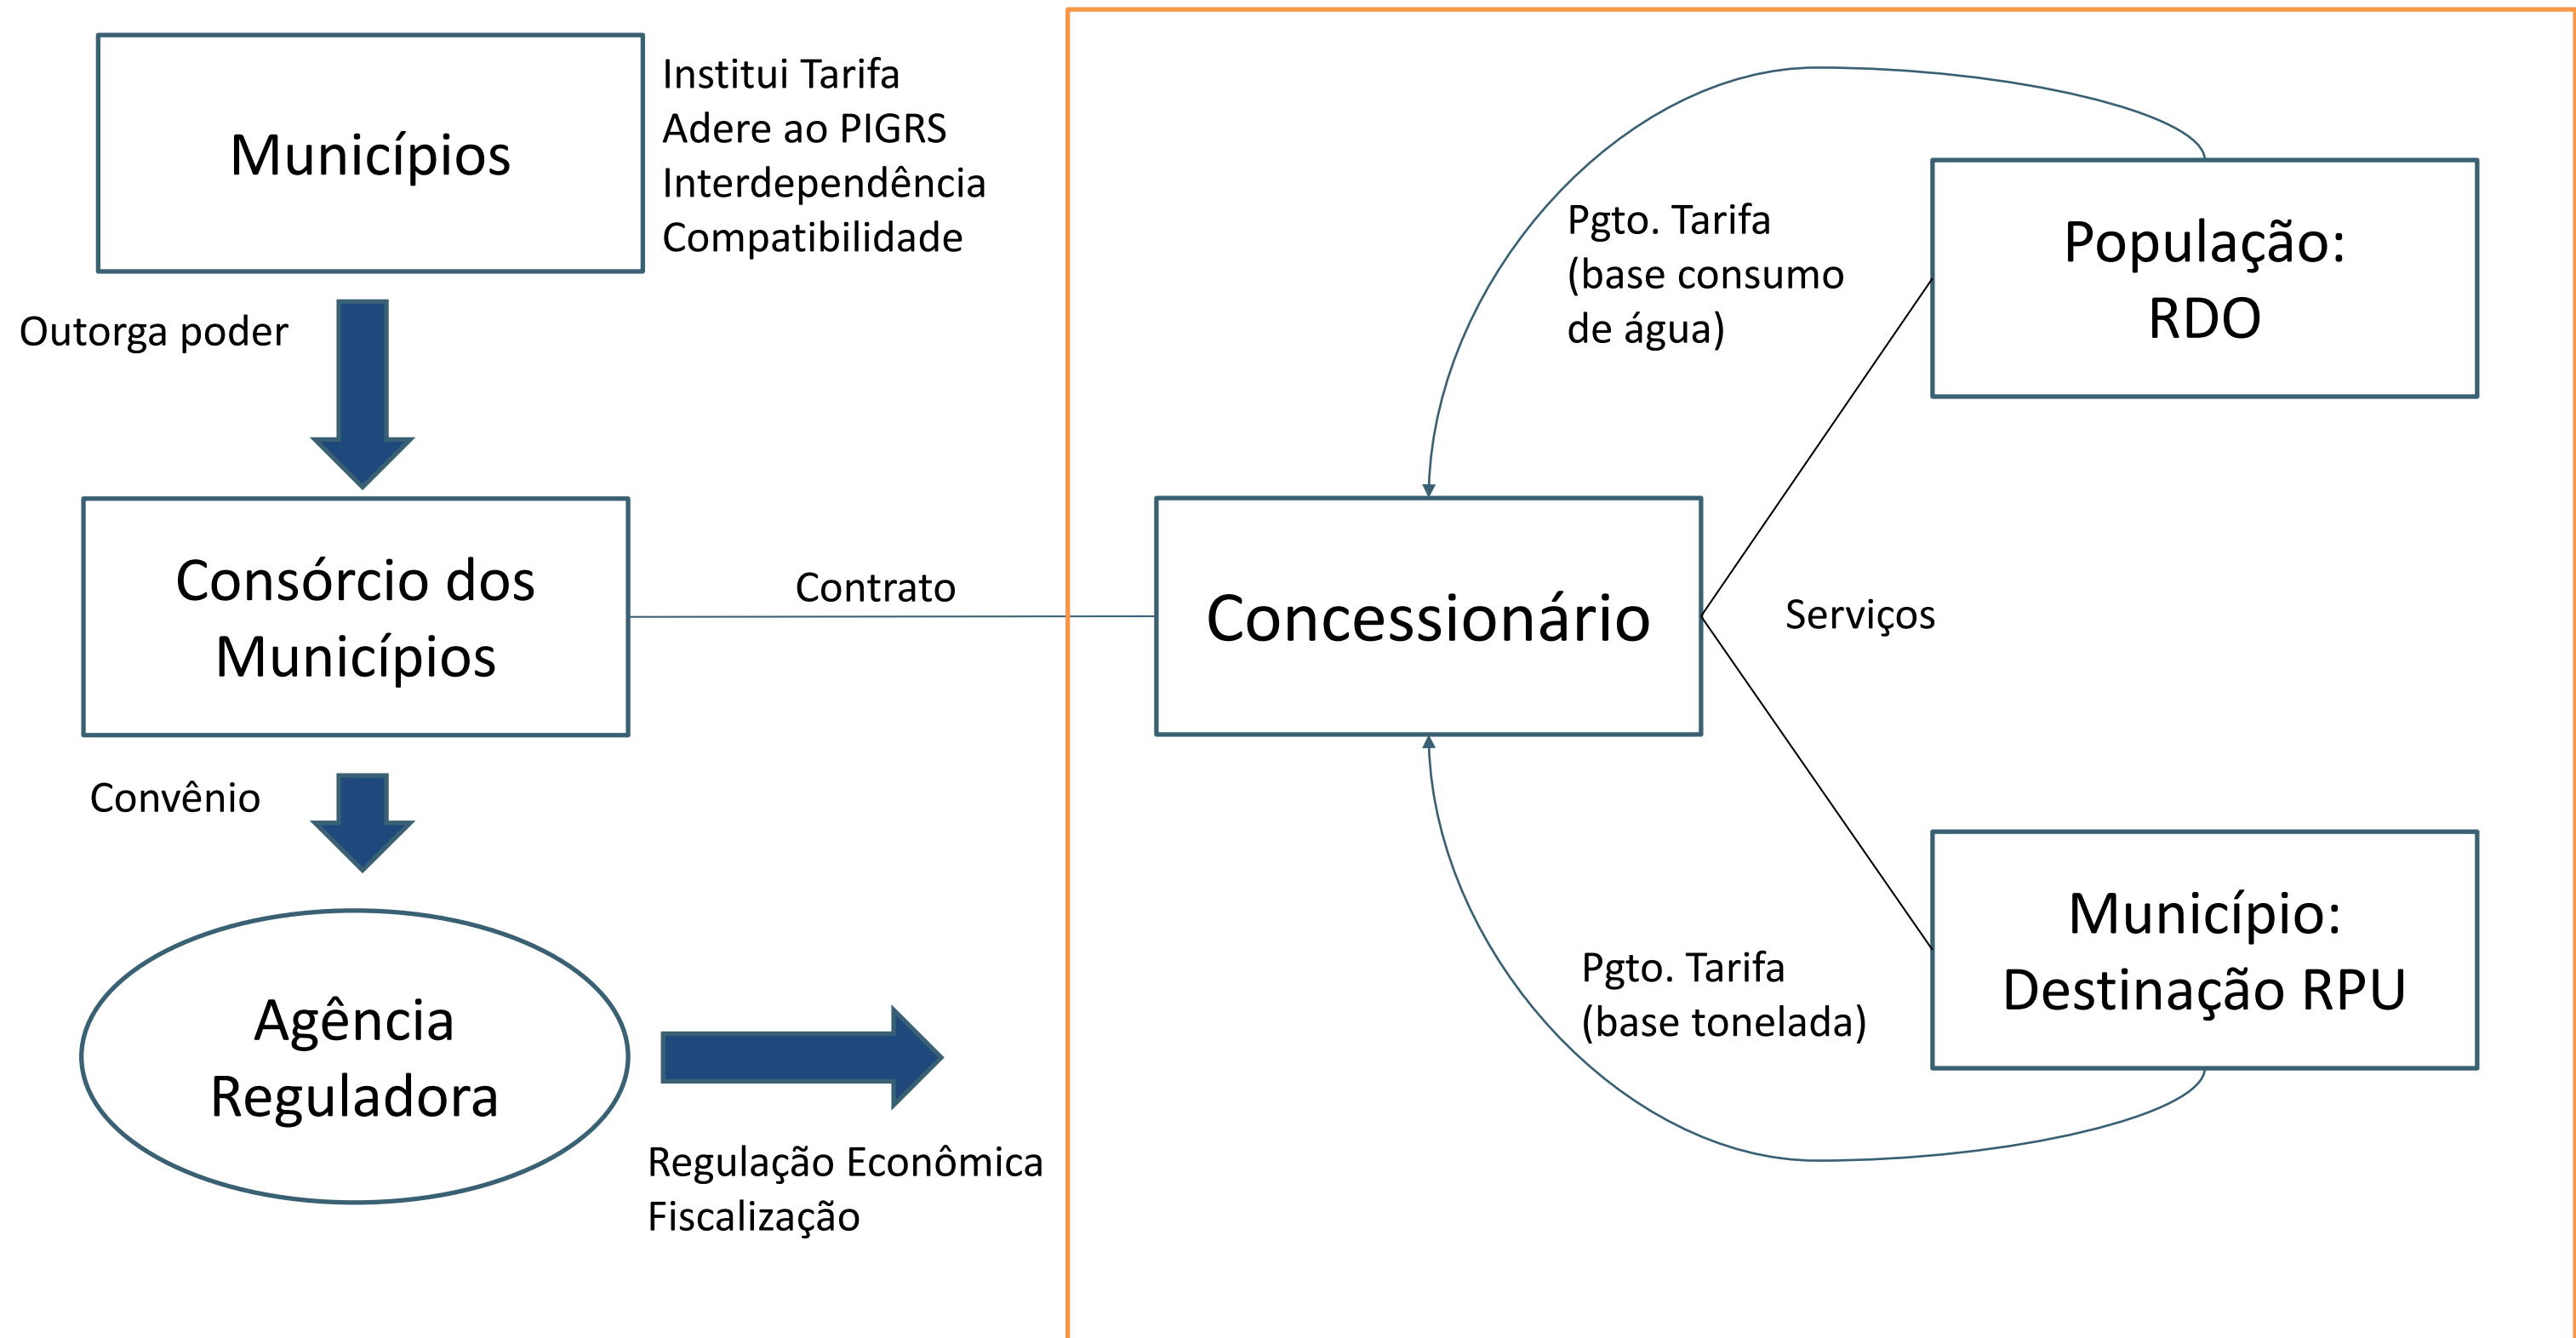 Municípios
Institui Tarifa
Adere ao PIGRS
Interdependência
Compatibilidade
Outorga poder
Consórcio dos
Municípios
Contrato
Convênio
Agência
Reguladora
Regulação Econômica
Fiscalização
Pgto. Tarifa
(base consumo
de água)
População:
RDO
Concessionário
Serviços
Pgto. Tarifa
(base tonelada)
Município:
Destinação RPU